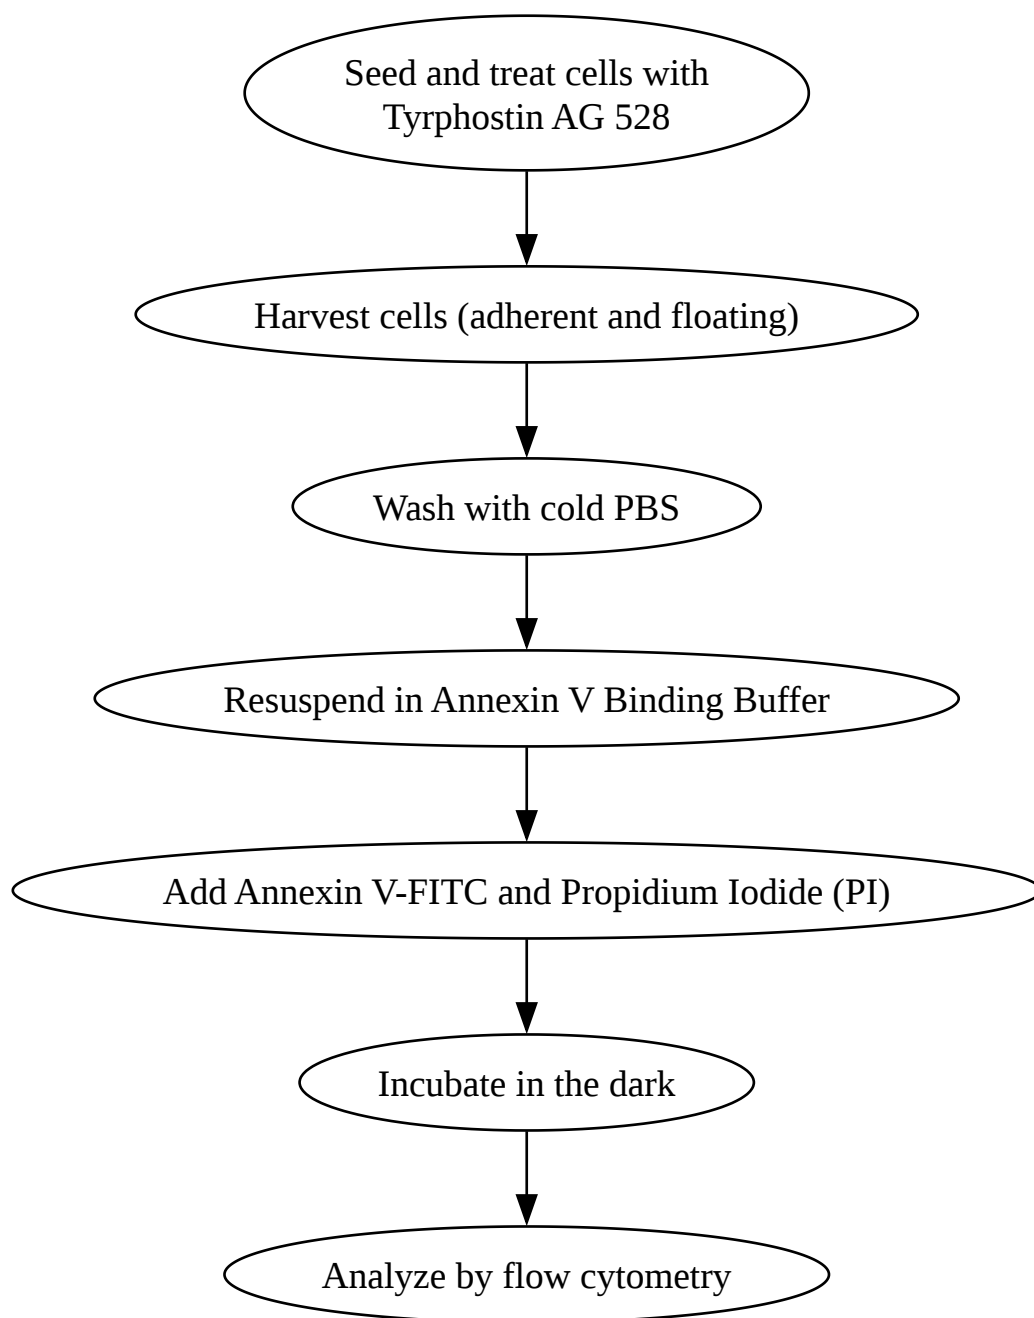 Seed and treat cells with
Tyrphostin AG 528
Harvest cells (adherent and floating)
Wash with cold PBS
Resuspend in Annexin V Binding Buffer
Add Annexin V-FITC and Propidium Iodide (PI)
Incubate in the dark
Analyze by flow cytometry